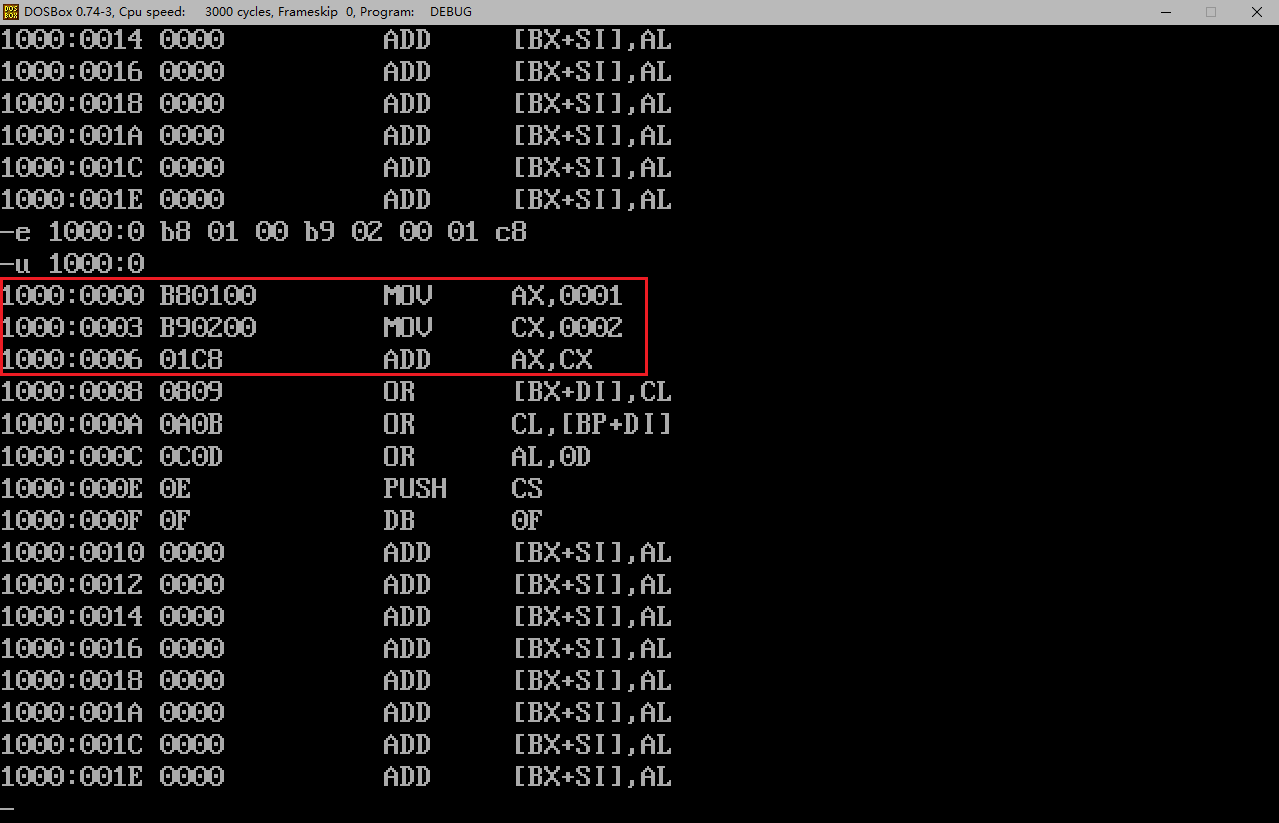 DOSBox 0.74-3, Cpu speed: 3000 cycles, Frameskip 0, Program: DEBUG
1000:0014 0000 ADD [BX+SI],AL
1000:0016 0000 ADD [BX+SI],AL
1000:0018 0000 ADD [BX+SI],AL
1000:001A 0000 ADD [BX+SI],AL
1000:001C 0000 ADD [BX+SI],AL
1000:001E 0000 ADD [BX+SI],AL
-e 1000:0 b8 01 00 b9 02 00 01 c8
-u 1000:0
1000:0000 B80100 MOV AX,0001
1000:0003 B90200 MOV CX,0002
1000:0006 01C8 ADD AX,CX
1000:0008 0809 OR [BX+DI],CL
1000:000A 0A0B OR CL,[BP+DI]
1000:000C 0C0D OR AL,0D
1000:000E 0E PUSH CS
1000:000F 0F DB 0F
1000:0010 0000 ADD [BX+SI],AL
1000:0012 0000 ADD [BX+SI],AL
1000:0014 0000 ADD [BX+SI],AL
1000:0016 0000 ADD [BX+SI],AL
1000:0018 0000 ADD [BX+SI],AL
1000:001A 0000 ADD [BX+SI],AL
1000:001C 0000 ADD [BX+SI],AL
1000:001E 0000 ADD [BX+SI],AL